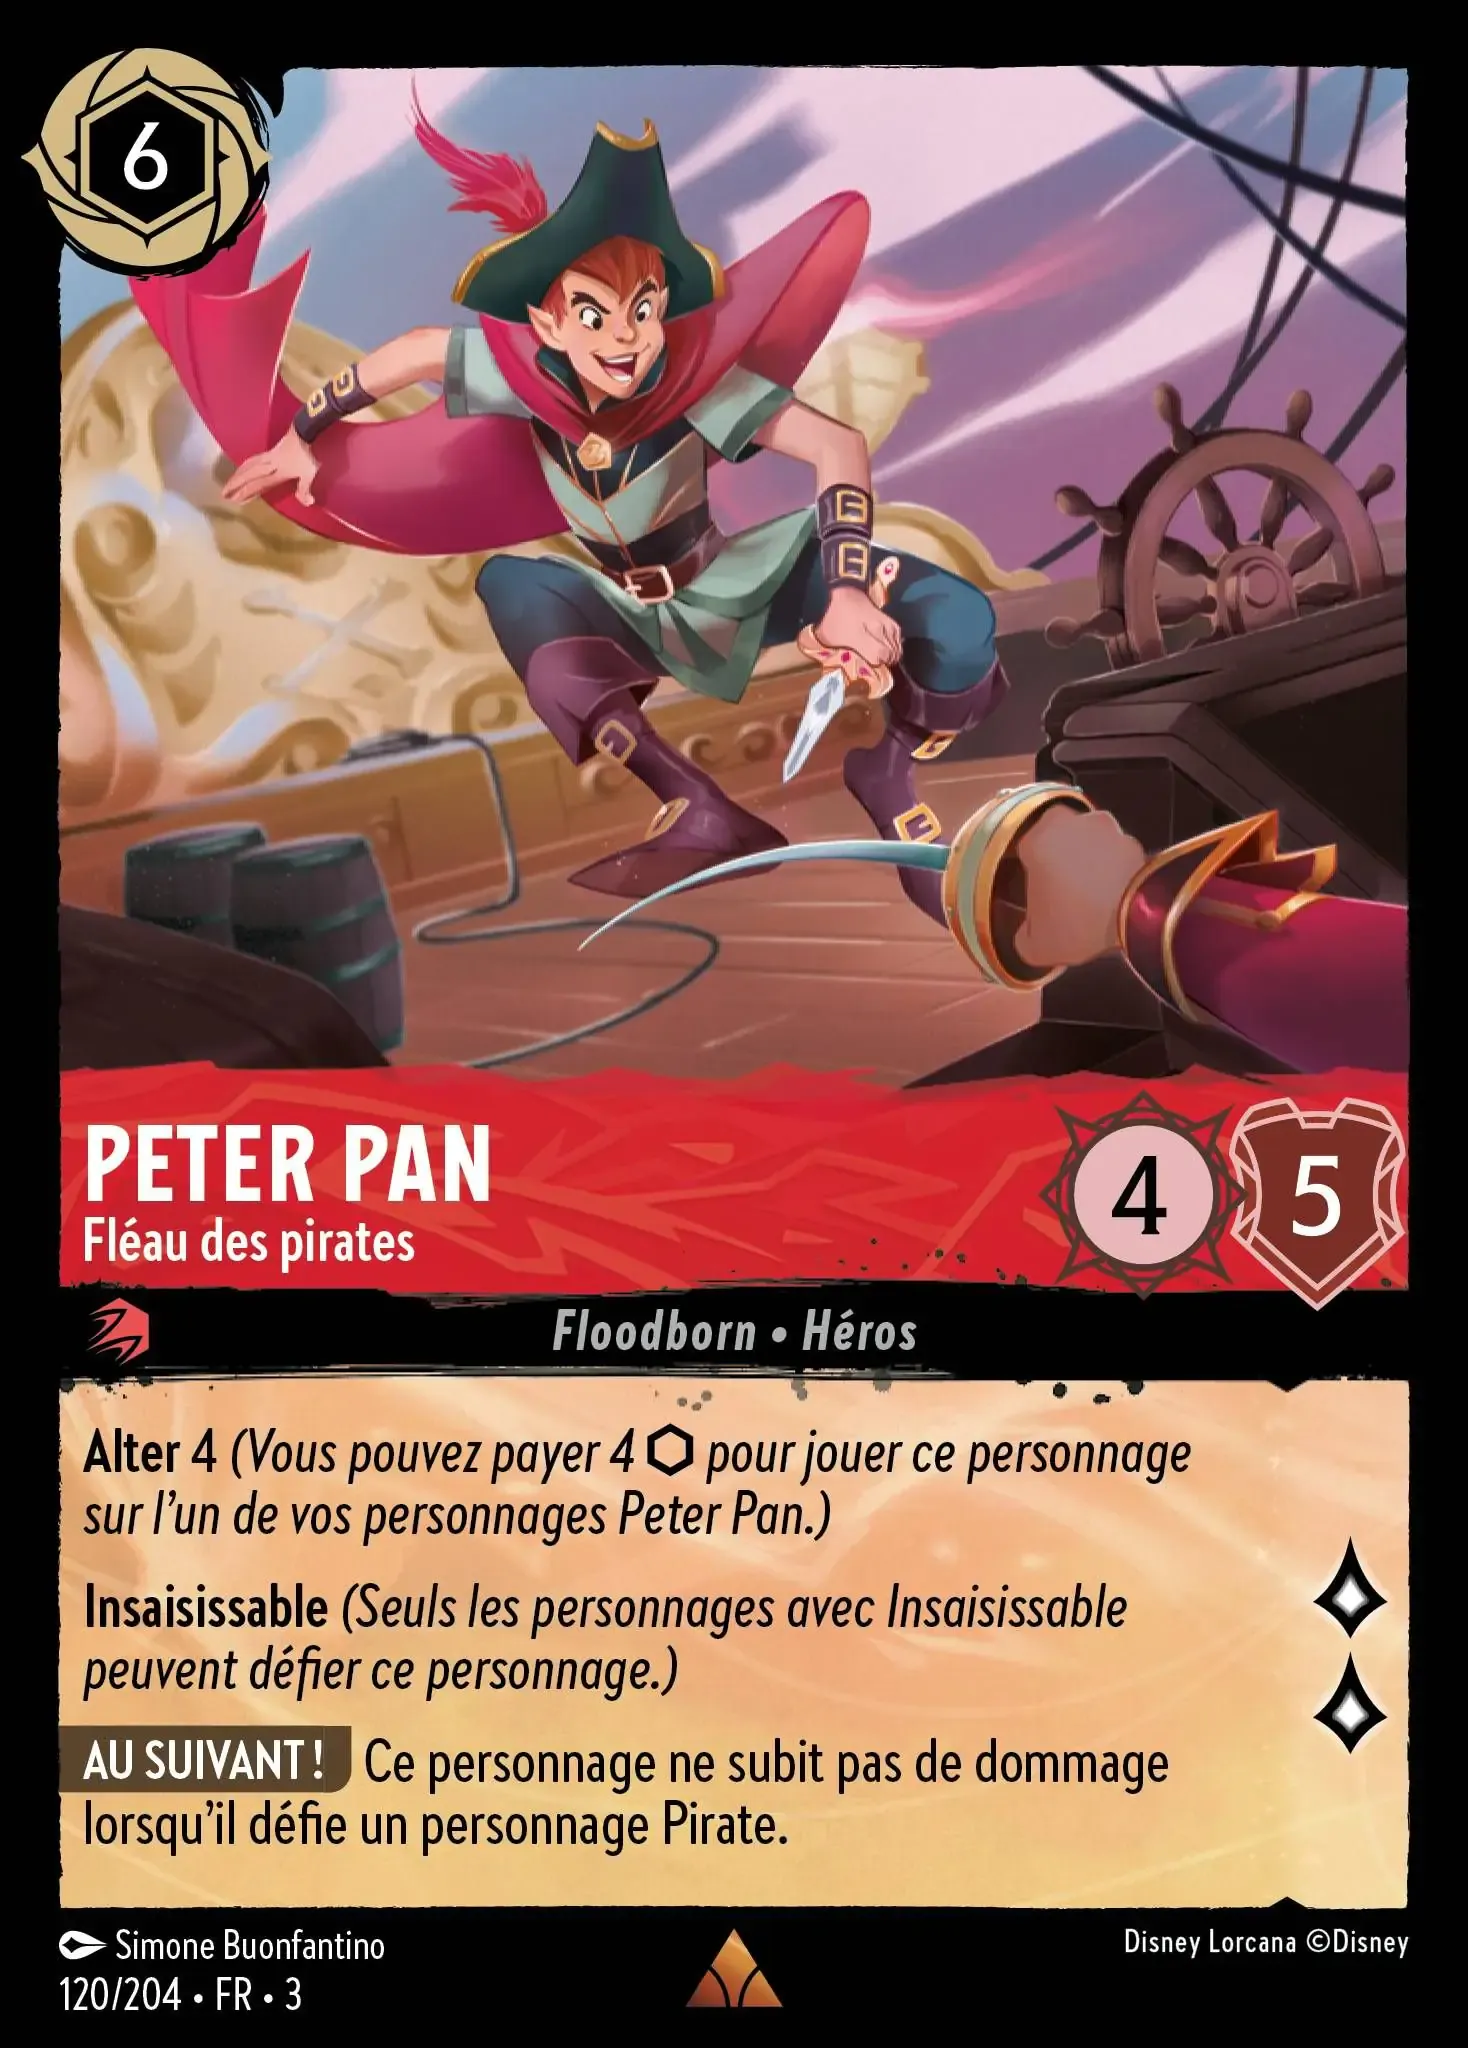 6
PETER PAN
Fléau des pirates
4
5
Floodborn • Héros
Alter 4 (Vous pouvez payer 4 ⬡ pour jouer ce personnage
sur l'un de vos personnages Peter Pan.)
Insaisissable (Seuls les personnages avec Insaisissable
peuvent défier ce personnage.)
AU SUIVANT ! Ce personnage ne subit pas de dommage
lorsqu'il défie un personnage Pirate.
Simone Buonfantino
Disney Lorcana ©Disney
120/204 • FR • 3